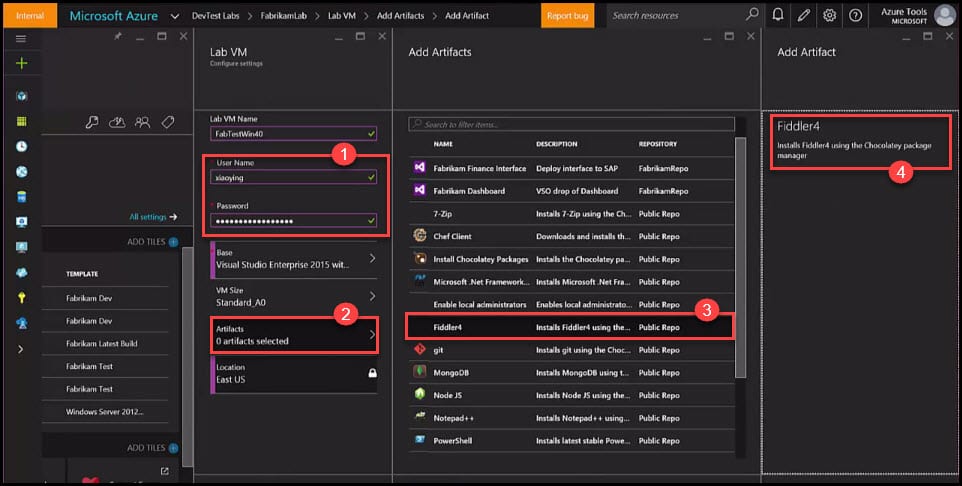 Internal
Microsoft Azure
DevTest Labs > FabrikamLab > Lab VM > Add Artifacts > Add Artifact
Report bug
Search resources
Azure Tools
MICROSOFT
All settings →
ADD TILES
TEMPLATE
Fabrikam Dev
Fabrikam Dev
Fabrikam Latest Build
Fabrikam Test
Fabrikam Test
Windows Server 2012...
ADD TILES
Lab VM
Configure settings
Lab VM Name
FabTestWin40
1
* User Name
xiaoying
* Password
•••••••••••••••••
Base
Visual Studio Enterprise 2015 wit...
VM Size
Standard_A0
2
Artifacts
0 artifacts selected
Location
East US
Add Artifacts
Search to filter items...
NAME DESCRIPTION REPOSITORY
Fabrikam Finance Interface Deploy interface to SAP FabrikamRepo
Fabrikam Dashboard VSO drop of Dashboard FabrikamRepo
7-Zip Installs 7-Zip using the Ch... Public Repo
Chef Client Downloads and installs th... Public Repo
Install Chocolatey Packages Installs the Chocolatey pa... Public Repo
Microsoft .Net Framework... Installs Microsoft .Net Fra... Public Repo
Enable local administrators Enables local administrato... Public Repo
3
Fiddler4 Installs Fiddler4 using the... Public Repo
git Installs git using the Choc... Public Repo
MongoDB Installs MongoDB using t... Public Repo
Node JS Installs Node JS using the... Public Repo
Notepad++ Installs Notepad++ using... Public Repo
PowerShell Installs latest stable Powe... Public Repo
Add Artifact
Fiddler4
Installs Fiddler4 using the Chocolatey package
manager
4